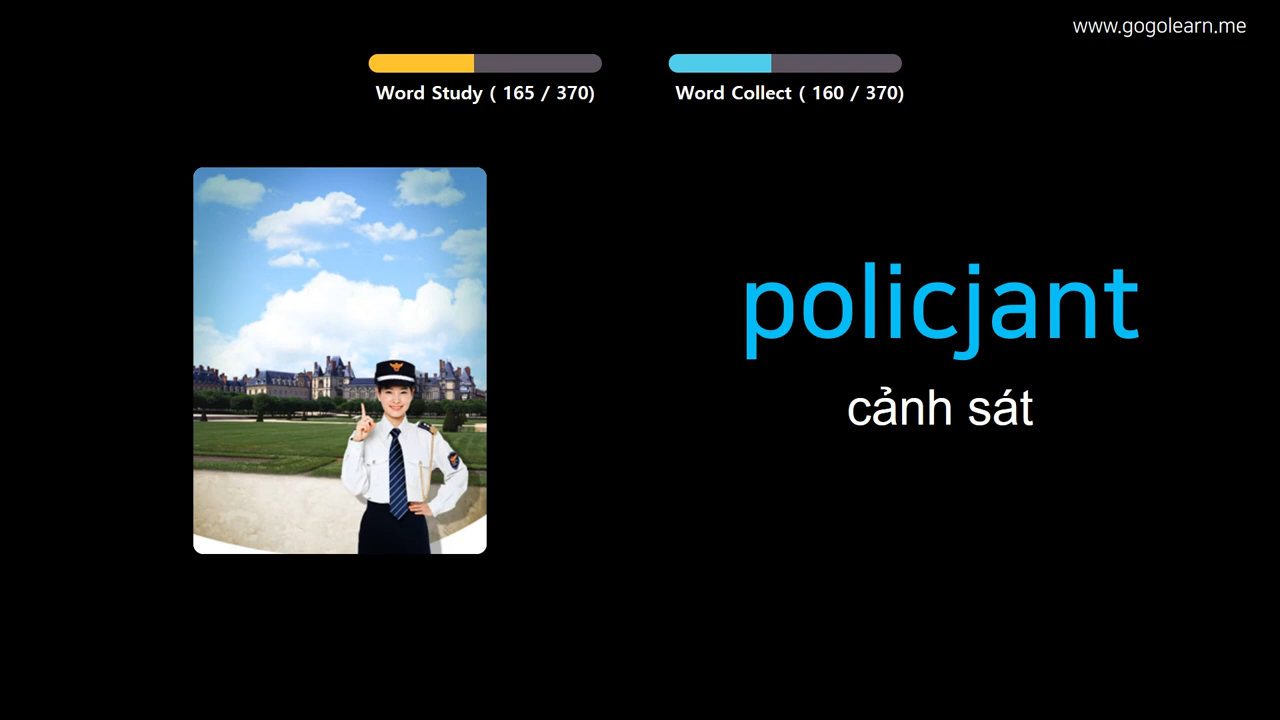 www.gogolearn.me
Word Study ( 165 / 370)
Word Collect ( 160 / 370)
policjant
cảnh sát